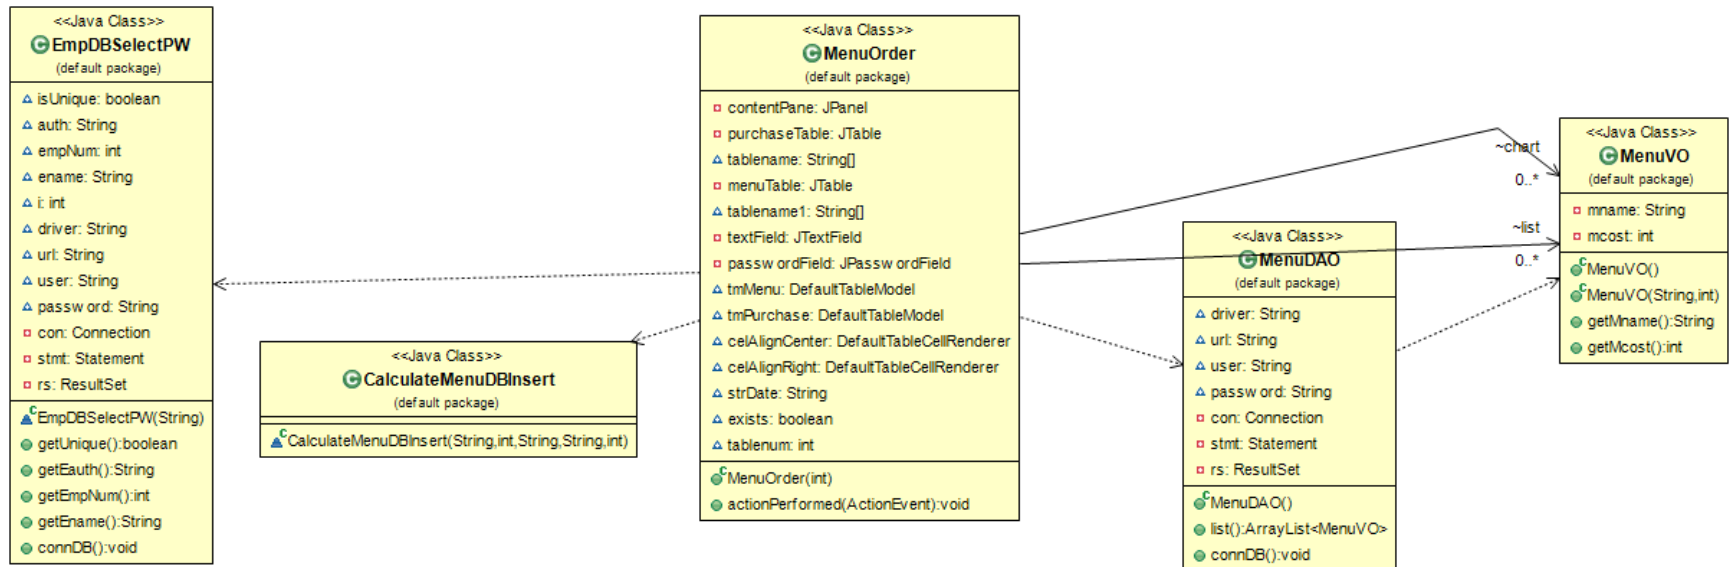 <<Java Class>>
EmpDBSelectPW
(default package)
isUnique: boolean
auth: String
empNum: int
ename: String
i: int
driver: String
url: String
user: String
password: String
con: Connection
stmt: Statement
rs: ResultSet
EmpDBSelectPW(String)
getUnique():boolean
getEauth():String
getEmpNum():int
getEname():String
connDB():void
<<Java Class>>
CalculateMenuDBInsert
(default package)
CalculateMenuDBInsert(String,int,String,String,int)
<<Java Class>>
MenuOrder
(default package)
contentPane: JPanel
purchaseTable: JTable
tablename: String[]
menuTable: JTable
tablename1: String[]
textField: JTextField
passwordField: JPasswordField
tmMenu: DefaultTableModel
tmPurchase: DefaultTableModel
celAlignCenter: DefaultTableCellRenderer
celAlignRight: DefaultTableCellRenderer
strDate: String
exists: boolean
tablenum: int
MenuOrder(int)
actionPerformed(ActionEvent):void
~chart
0..*
~list
0..*
<<Java Class>>
MenuDAO
(default package)
driver: String
url: String
user: String
password: String
con: Connection
stmt: Statement
rs: ResultSet
MenuDAO()
list():ArrayList<MenuVO>
connDB():void
<<Java Class>>
MenuVO
(default package)
mname: String
mcost: int
MenuVO()
MenuVO(String,int)
getMname():String
getMcost():int